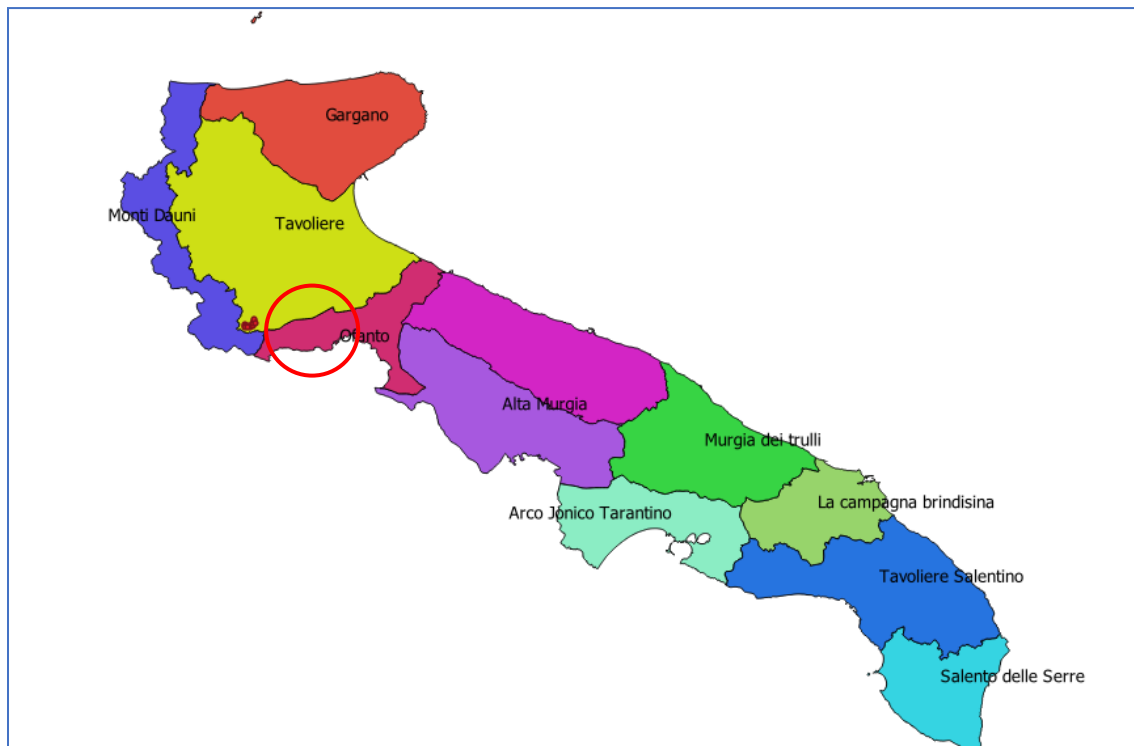 Gargano
Monti Dauni
Tavoliere
Ofanto
Alta Murgia
Murgia dei trulli
La campagna brindisina
Arco Jonico Tarantino
Tavoliere Salentino
Salento delle Serre